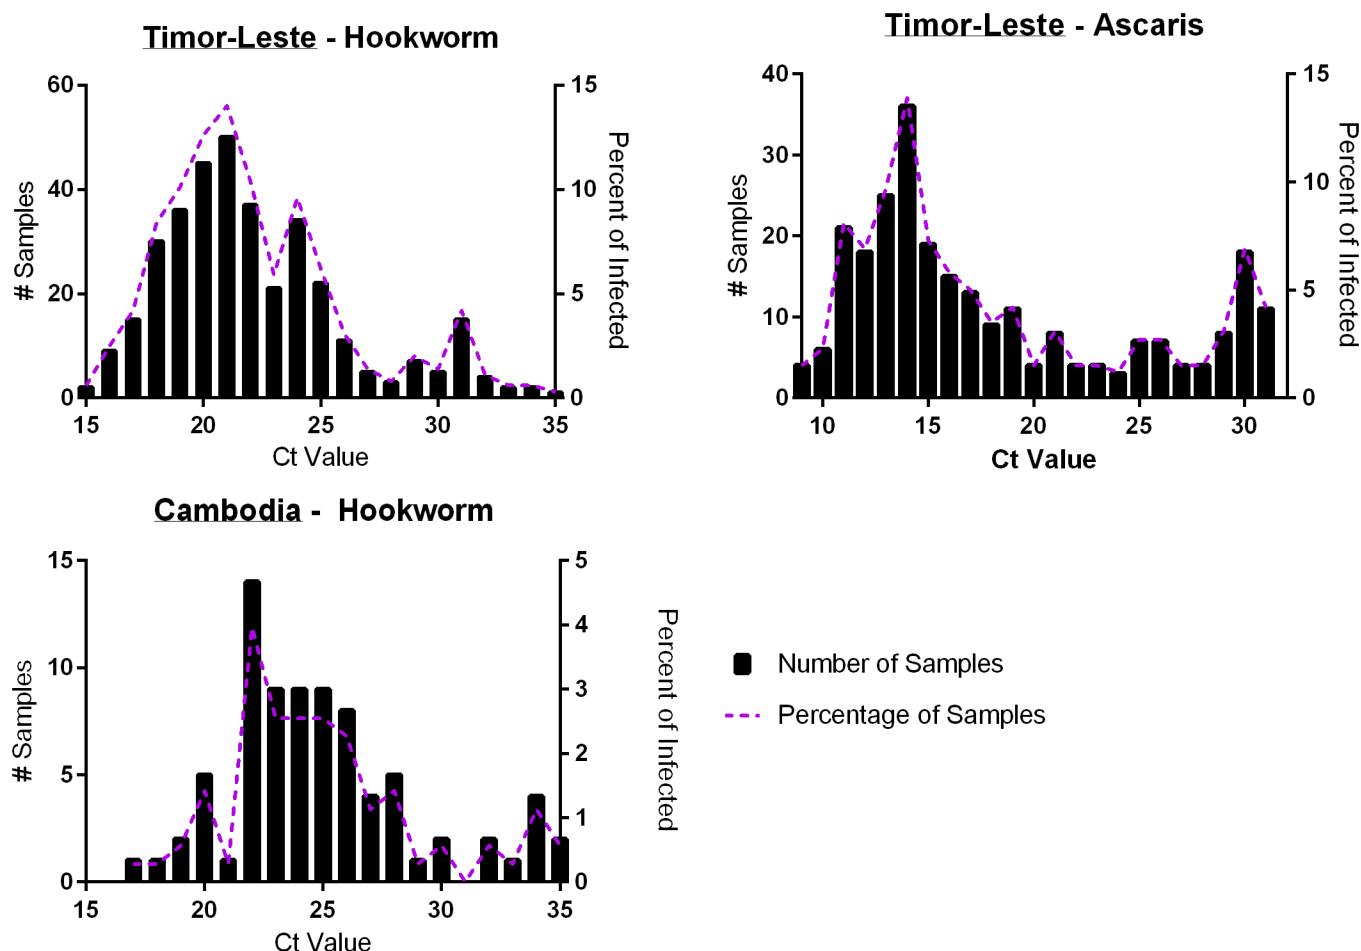 Timor-Leste - Hookworm
60
40
20
0
# Samples
15
10
5
0
Percent of Infected
15 20 25 30 35
Ct Value
Timor-Leste - Ascaris
40
30
20
10
0
# Samples
15
10
5
0
Percent of Infected
10 15 20 25 30
Ct Value
Cambodia - Hookworm
15
10
5
0
# Samples
5
4
3
2
1
0
Percent of Infected
15 20 25 30 35
Ct Value
Number of Samples
Percentage of Samples